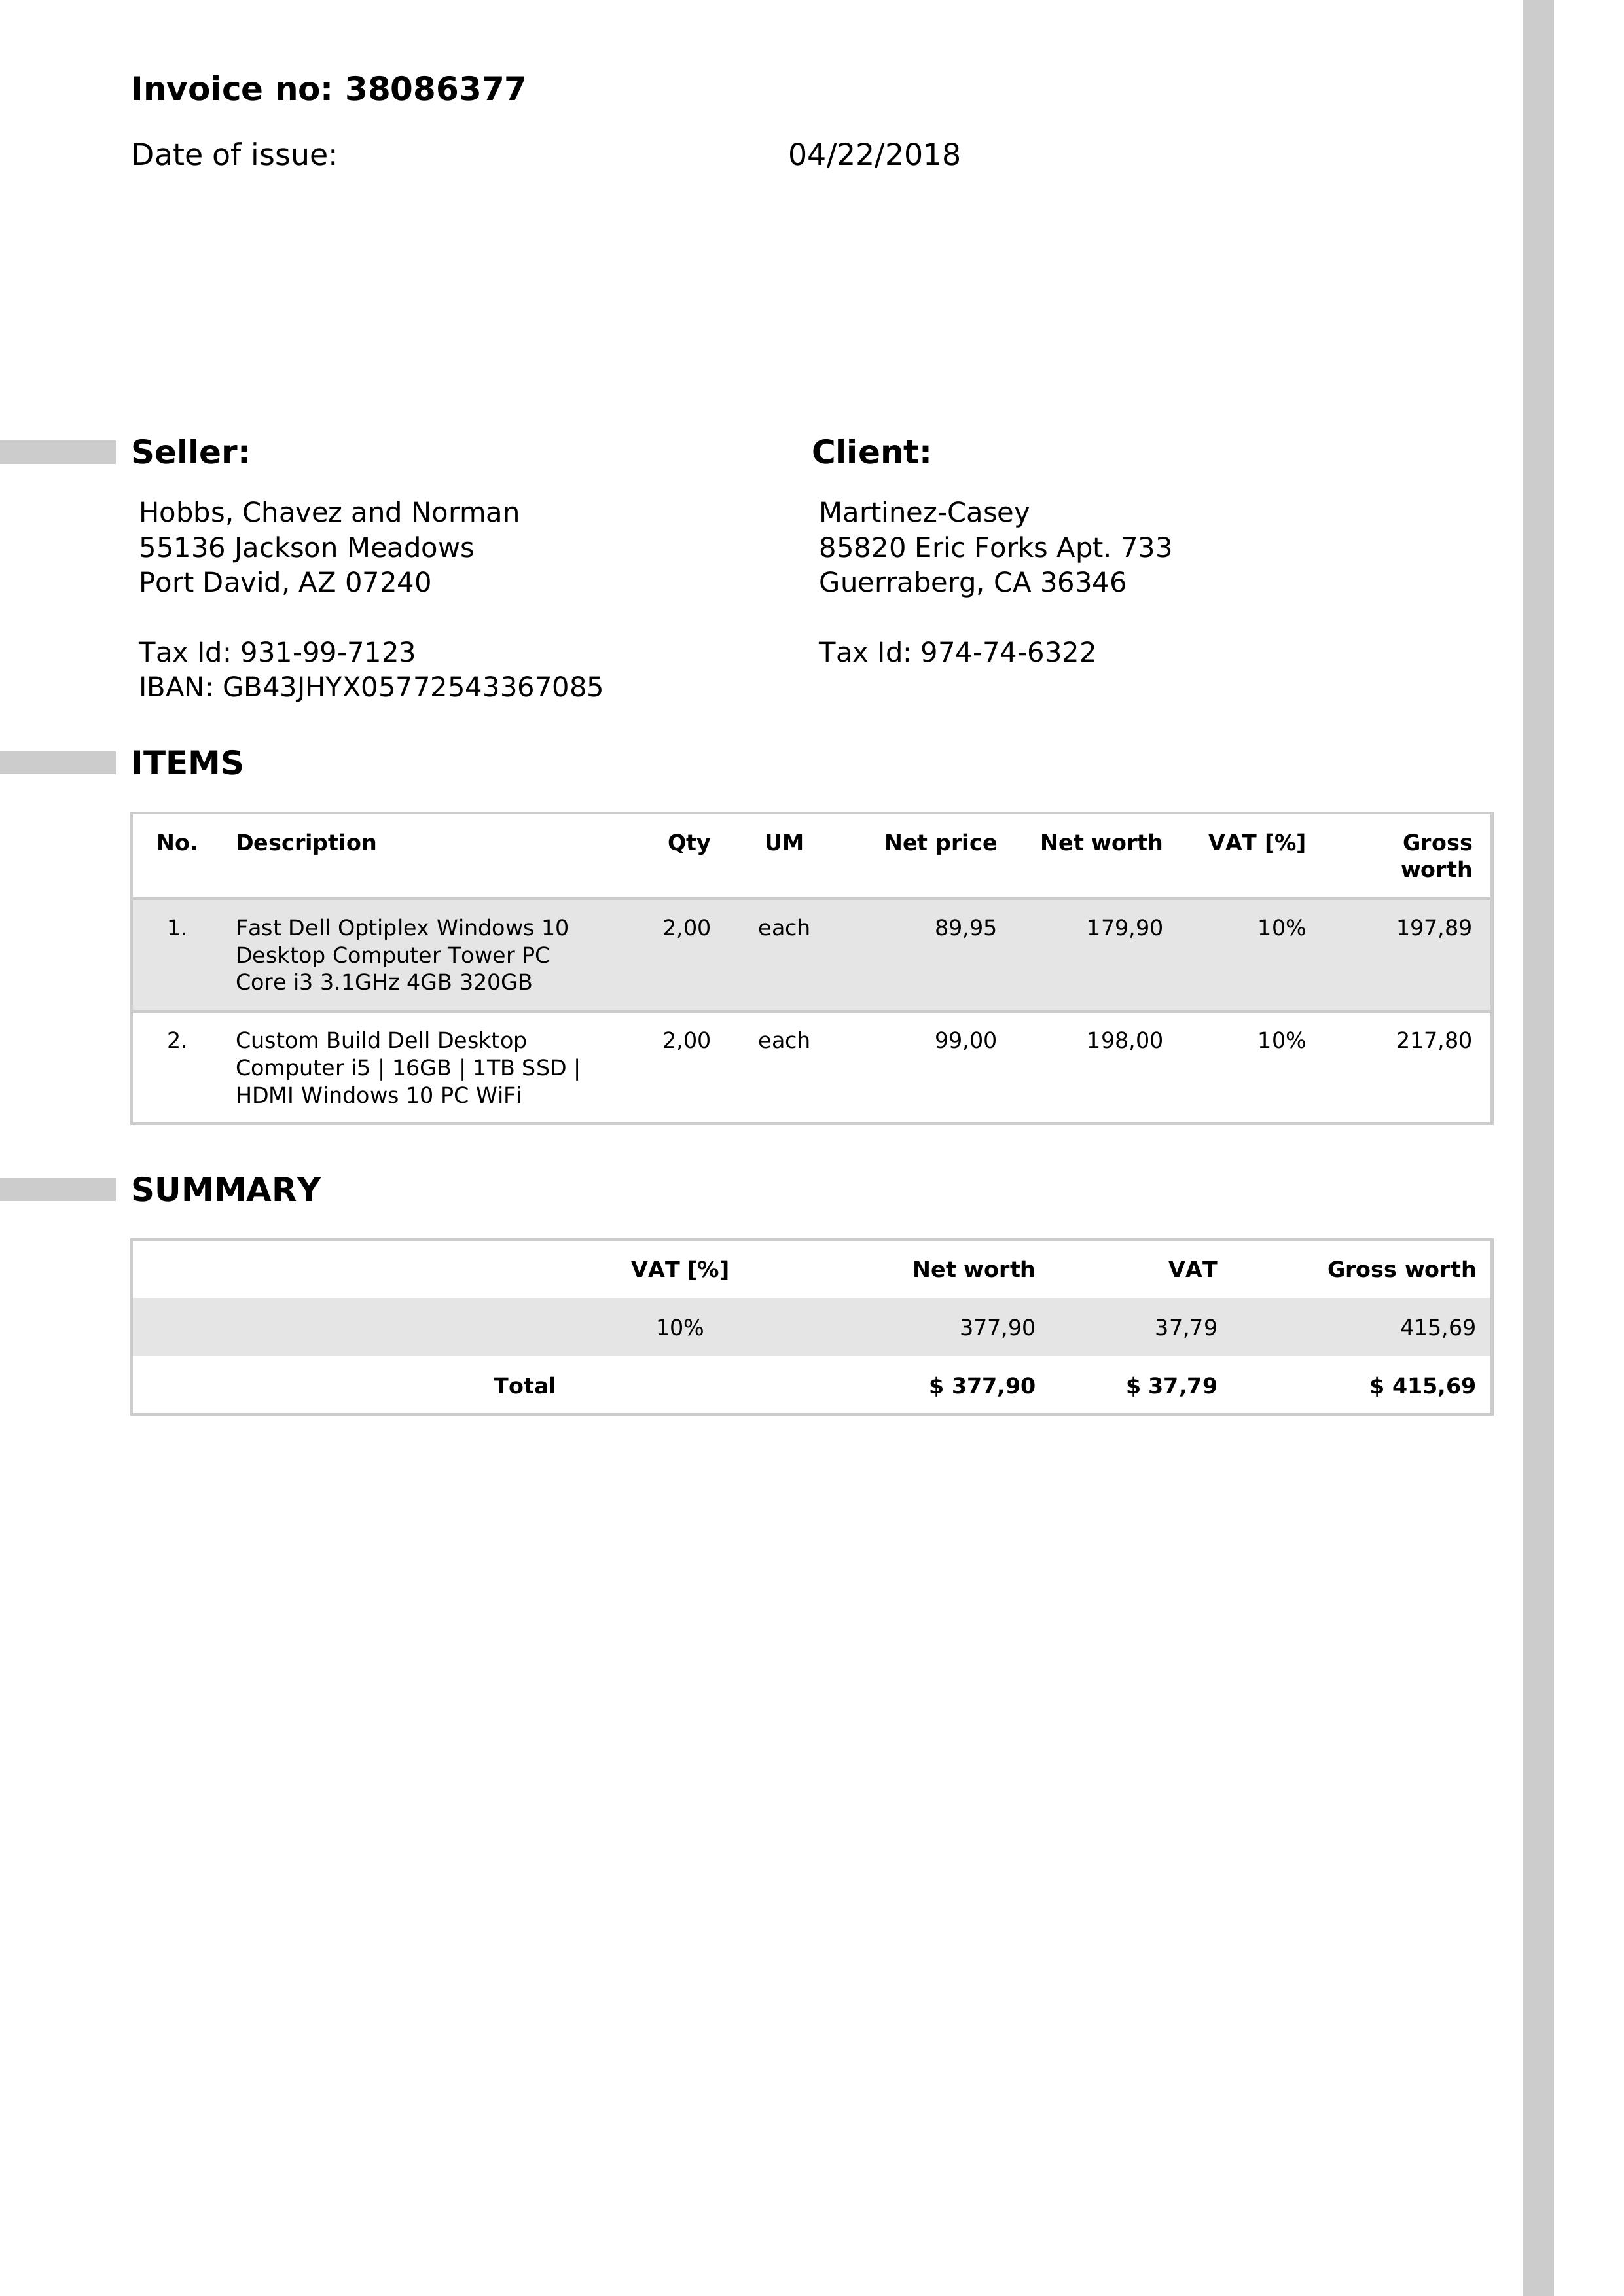 Invoice no: 38086377
Date of issue: 04/22/2018
Seller:
Hobbs, Chavez and Norman
55136 Jackson Meadows
Port David, AZ 07240
Tax Id: 931-99-7123
IBAN: GB43JHYX05772543367085
Client:
Martinez-Casey
85820 Eric Forks Apt. 733
Guerraberg, CA 36346
Tax Id: 974-74-6322
ITEMS
No. Description Qty UM Net price Net worth VAT [%] Gross
worth
1. Fast Dell Optiplex Windows 10 2,00 each 89,95 179,90 10% 197,89
Desktop Computer Tower PC
Core i3 3.1GHz 4GB 320GB
2. Custom Build Dell Desktop 2,00 each 99,00 198,00 10% 217,80
Computer i5 | 16GB | 1TB SSD |
HDMI Windows 10 PC WiFi
SUMMARY
VAT [%] Net worth VAT Gross worth
10% 377,90 37,79 415,69
Total $ 377,90 $ 37,79 $ 415,69